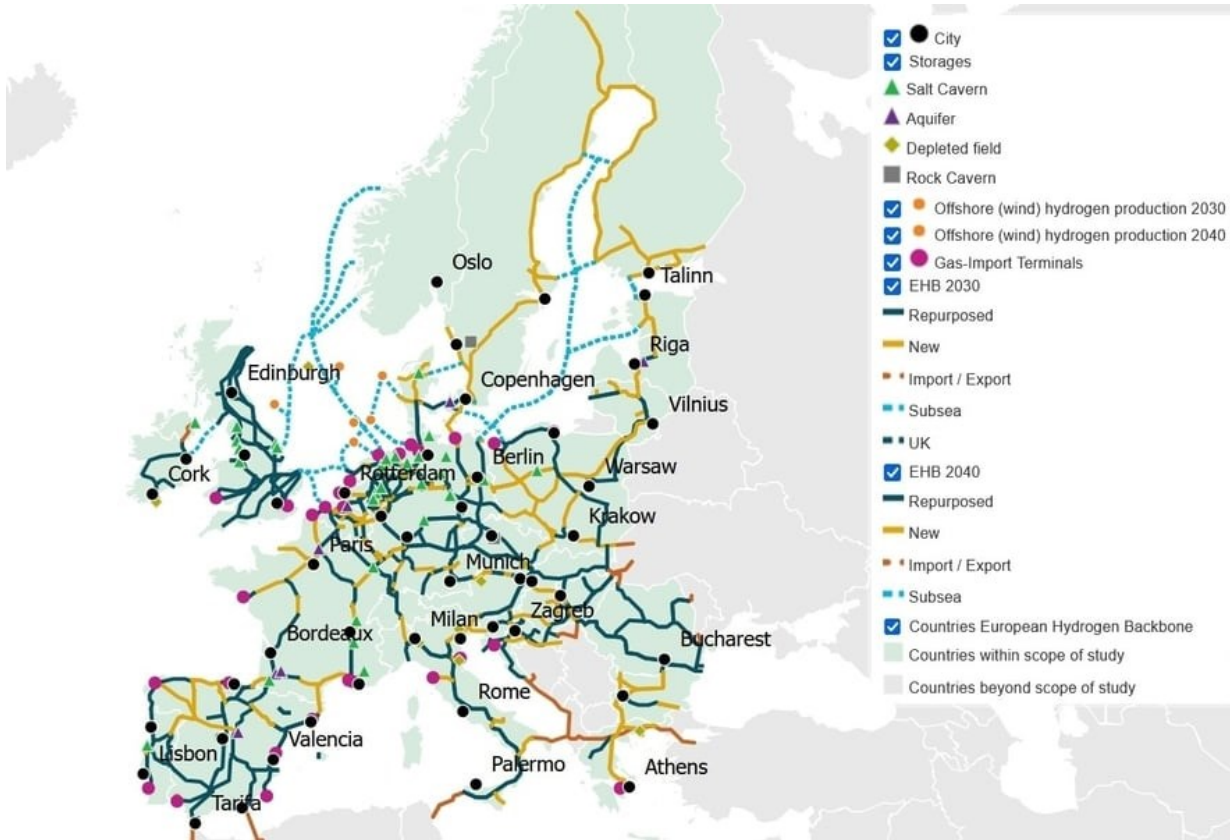 Oslo
Talinn
Riga
Edinburgh
Copenhagen
Vilnius
Cork
Rotterdam
Berlin
Warsaw
Krakow
Paris
Munich
Zagreb
Milan
Bordeaux
Bucharest
Rome
Valencia
Lisbon
Palermo
Athens
Tarifa
City
Storages
Salt Cavern
Aquifer
Depleted field
Rock Cavern
Offshore (wind) hydrogen production 2030
Offshore (wind) hydrogen production 2040
Gas-Import Terminals
EHB 2030
Repurposed
New
Import / Export
Subsea
UK
EHB 2040
Repurposed
New
Import / Export
Subsea
Countries European Hydrogen Backbone
Countries within scope of study
Countries beyond scope of study